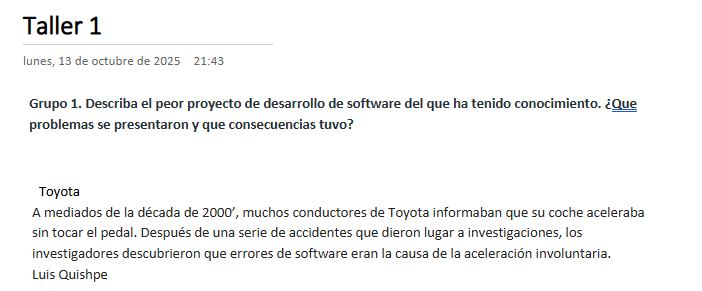 Taller 1
lunes, 13 de octubre de 2025 21:43
Grupo 1. Describa el peor proyecto de desarrollo de software del que ha tenido conocimiento. ¿Que
problemas se presentaron y que consecuencias tuvo?
Toyota
A mediados de la década de 2000’, muchos conductores de Toyota informaban que su coche aceleraba
sin tocar el pedal. Después de una serie de accidentes que dieron lugar a investigaciones, los
investigadores descubrieron que errores de software eran la causa de la aceleración involuntaria.
Luis Quishpe